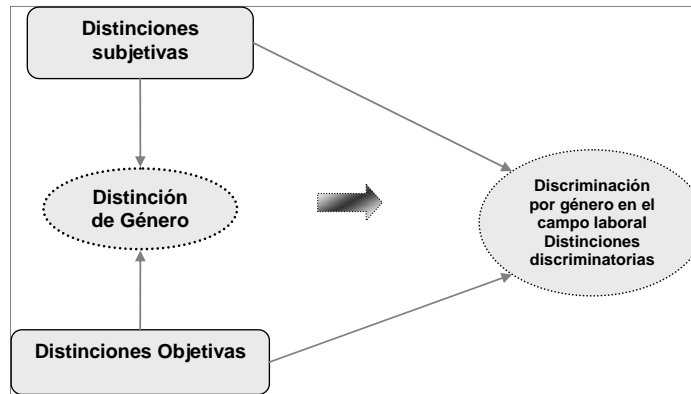 Distinciones
subjetivas
Distinción
de Género
Discriminación
por género en el
campo laboral
Distinciones
discriminatorias
Distinciones Objetivas